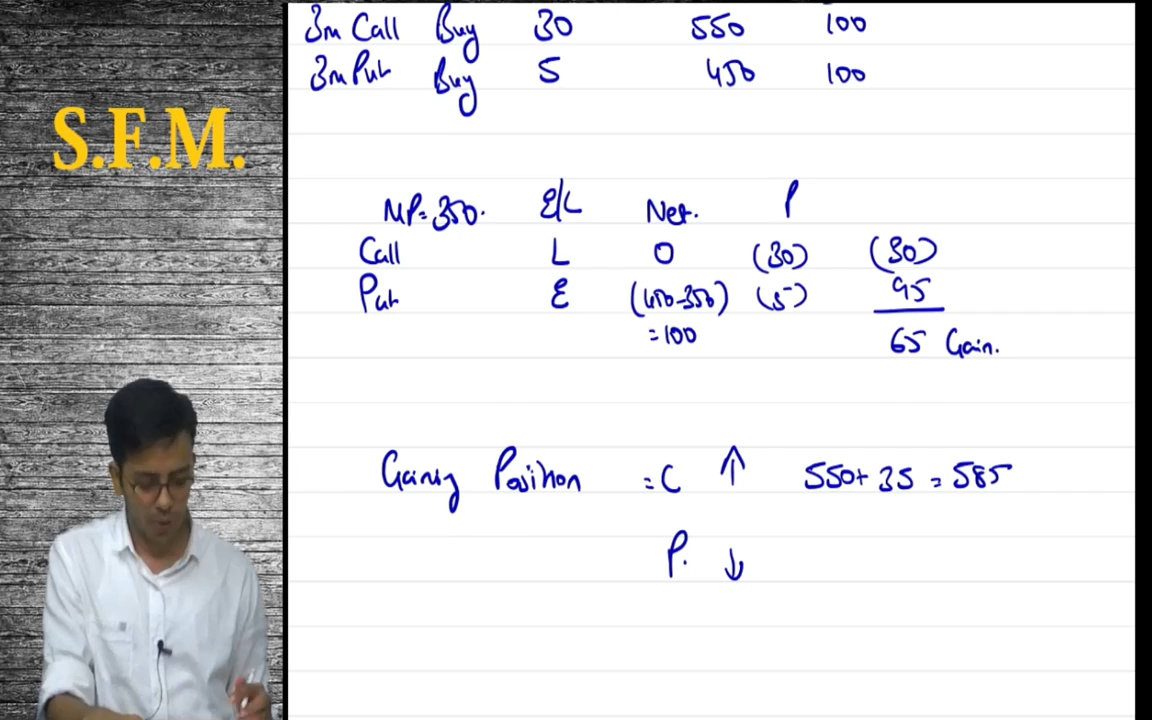 3m Call Buy 30 550 100
3m Put Buy 5 450 100
S.F.M.
MP=350. E/L Net. P
Call L 0 (30) (30)
Put E (450-350) (5) 95
=100
65 Gain.
Gaining Position = C ↑ 550+35=585
P. ↓